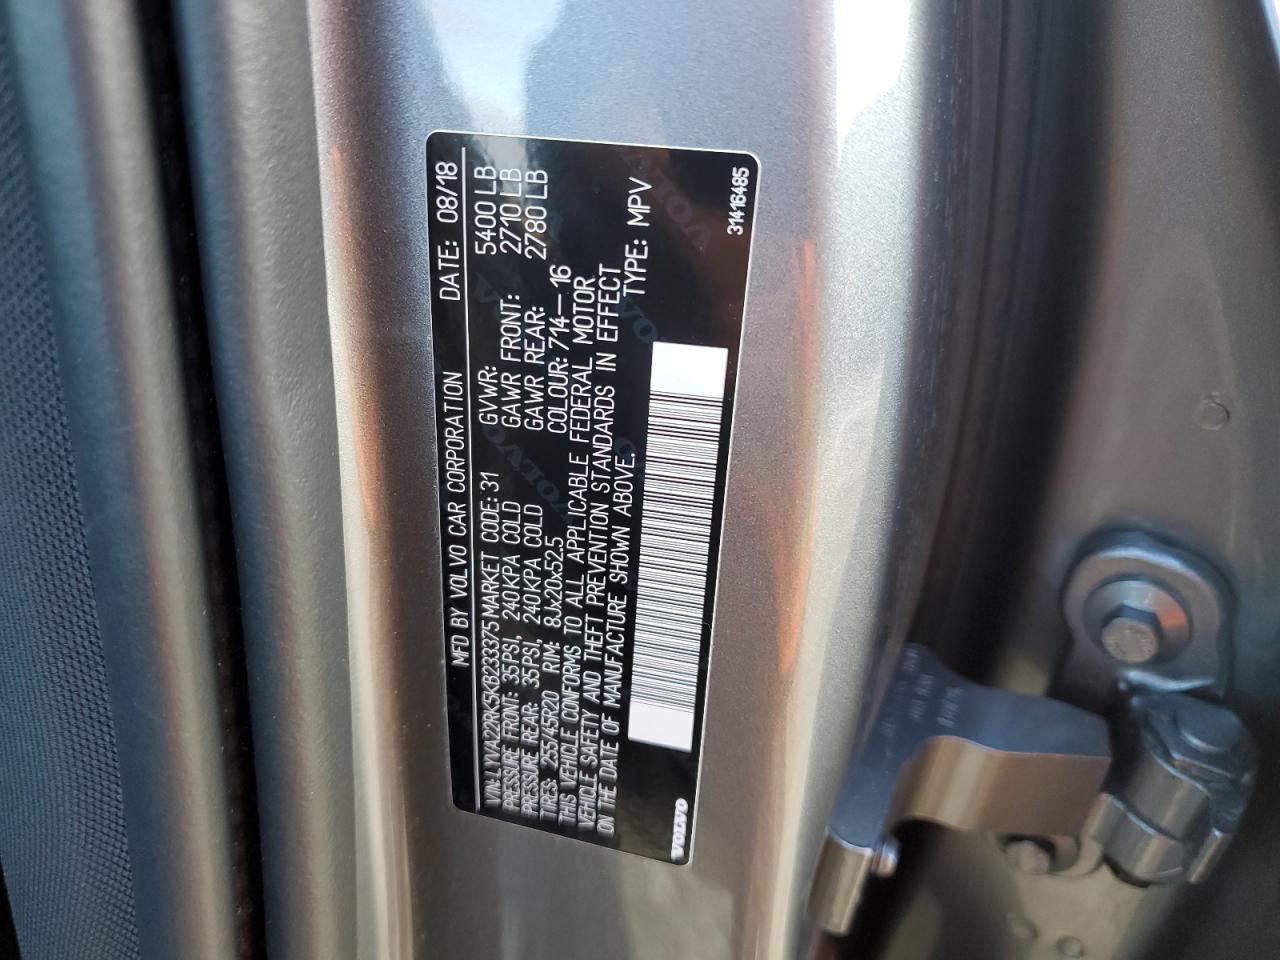 MFD BY VOLVO CAR CORPORATION DATE: 08/18
VIN: LYVA22RK5KB233375 MARKET CODE: 31 GVWR: 5400 LB
PRESSURE FRONT: 35PSI, 240KPA COLD GAWR FRONT: 2710 LB
PRESSURE REAR: 35PSI, 240KPA COLD GAWR REAR: 2780 LB
TIRES: 255/45R20 RIM: 8Jx20x52.5 COLOUR: 714—16
THIS VEHICLE CONFORMS TO ALL APPLICABLE FEDERAL MOTOR
VEHICLE SAFETY AND THEFT PREVENTION STANDARDS IN EFFECT
ON THE DATE OF MANUFACTURE SHOWN ABOVE. TYPE: MPV
VOLVO 31416485